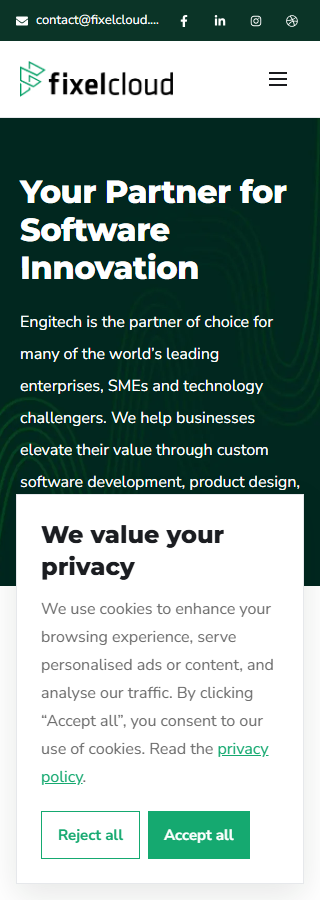 contact@fixelcloud....
fixelcloud
Your Partner for
Software
Innovation
Engitech is the partner of choice for
many of the world's leading
enterprises, SMEs and technology
challengers. We help businesses
elevate their value through custom
software development, product design,
We value your
privacy
We use cookies to enhance your
browsing experience, serve
personalised ads or content, and
analyse our traffic. By clicking
“Accept all”, you consent to our
use of cookies. Read the privacy
policy.
Reject all Accept all